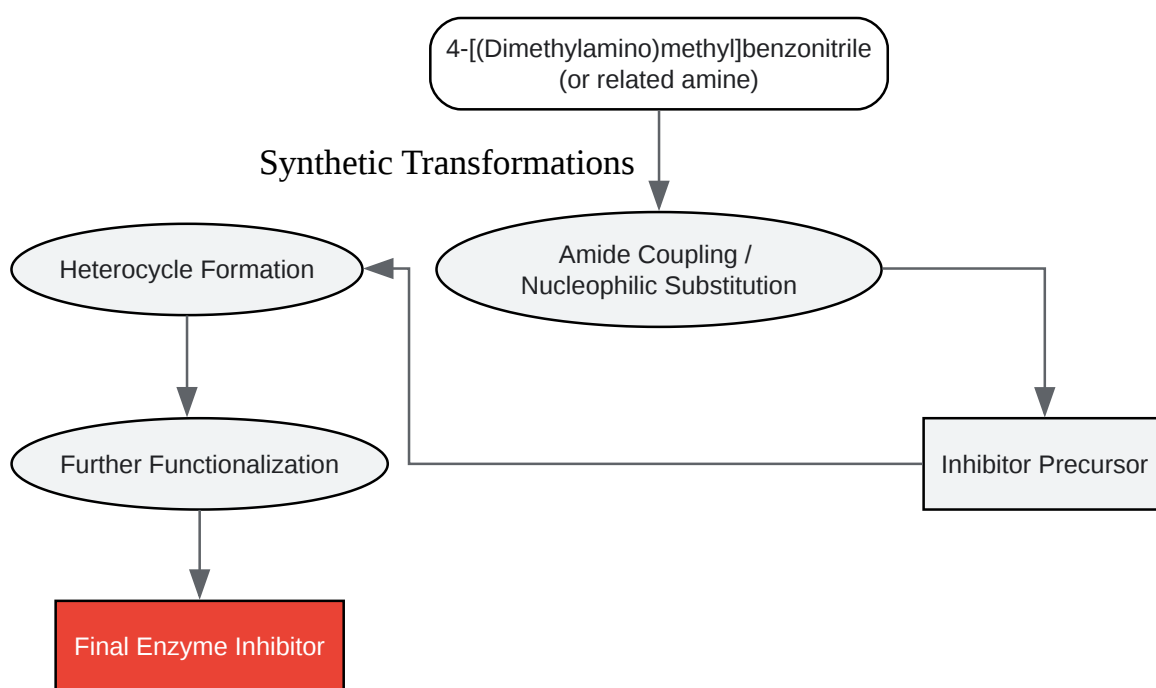 4-[(Dimethylamino)methyl]benzonitrile
(or related amine)
Synthetic Transformations
Amide Coupling /
Nucleophilic Substitution
Inhibitor Precursor
Heterocycle Formation
Further Functionalization
Final Enzyme Inhibitor